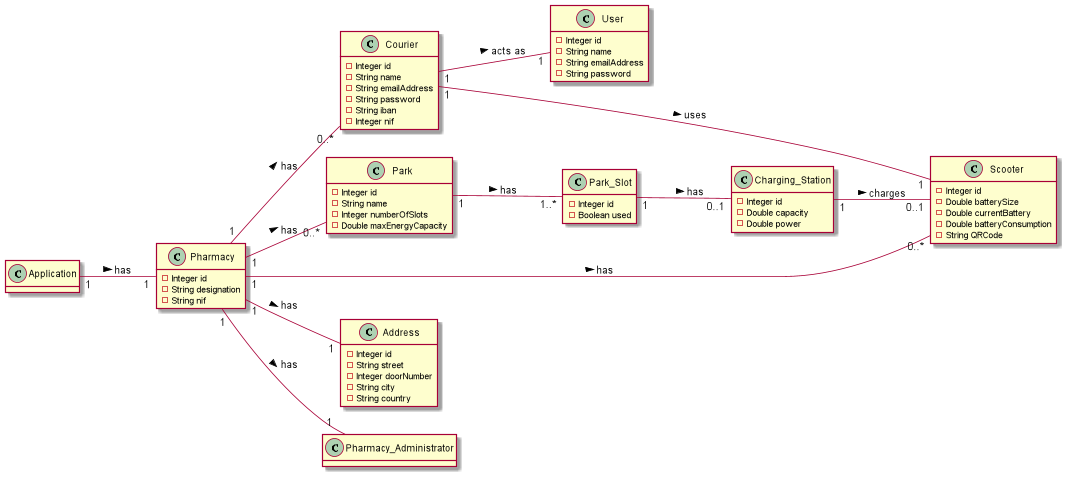 C User
Integer id
String name
String emailAddress
String password
C Courier
Integer id
String name
String emailAddress
String password
String iban
Integer nif
acts as
1
1
1
uses
1
0..*
has
1
C Park
Integer id
String name
Integer numberOfSlots
Double maxEnergyCapacity
has
1
1..*
C Park_Slot
Integer id
Boolean used
has
1
0..1
C Charging_Station
Integer id
Double capacity
Double power
charges
1
0..1
C Scooter
Integer id
Double batterySize
Double currentBattery
Double batteryConsumption
String QRCode
has
1
0..*
C Pharmacy
Integer id
String designation
String nif
C Application
has
1
1
has
1
0..*
has
1
1
C Address
Integer id
String street
Integer doorNumber
String city
String country
has
1
1
C Pharmacy_Administrator